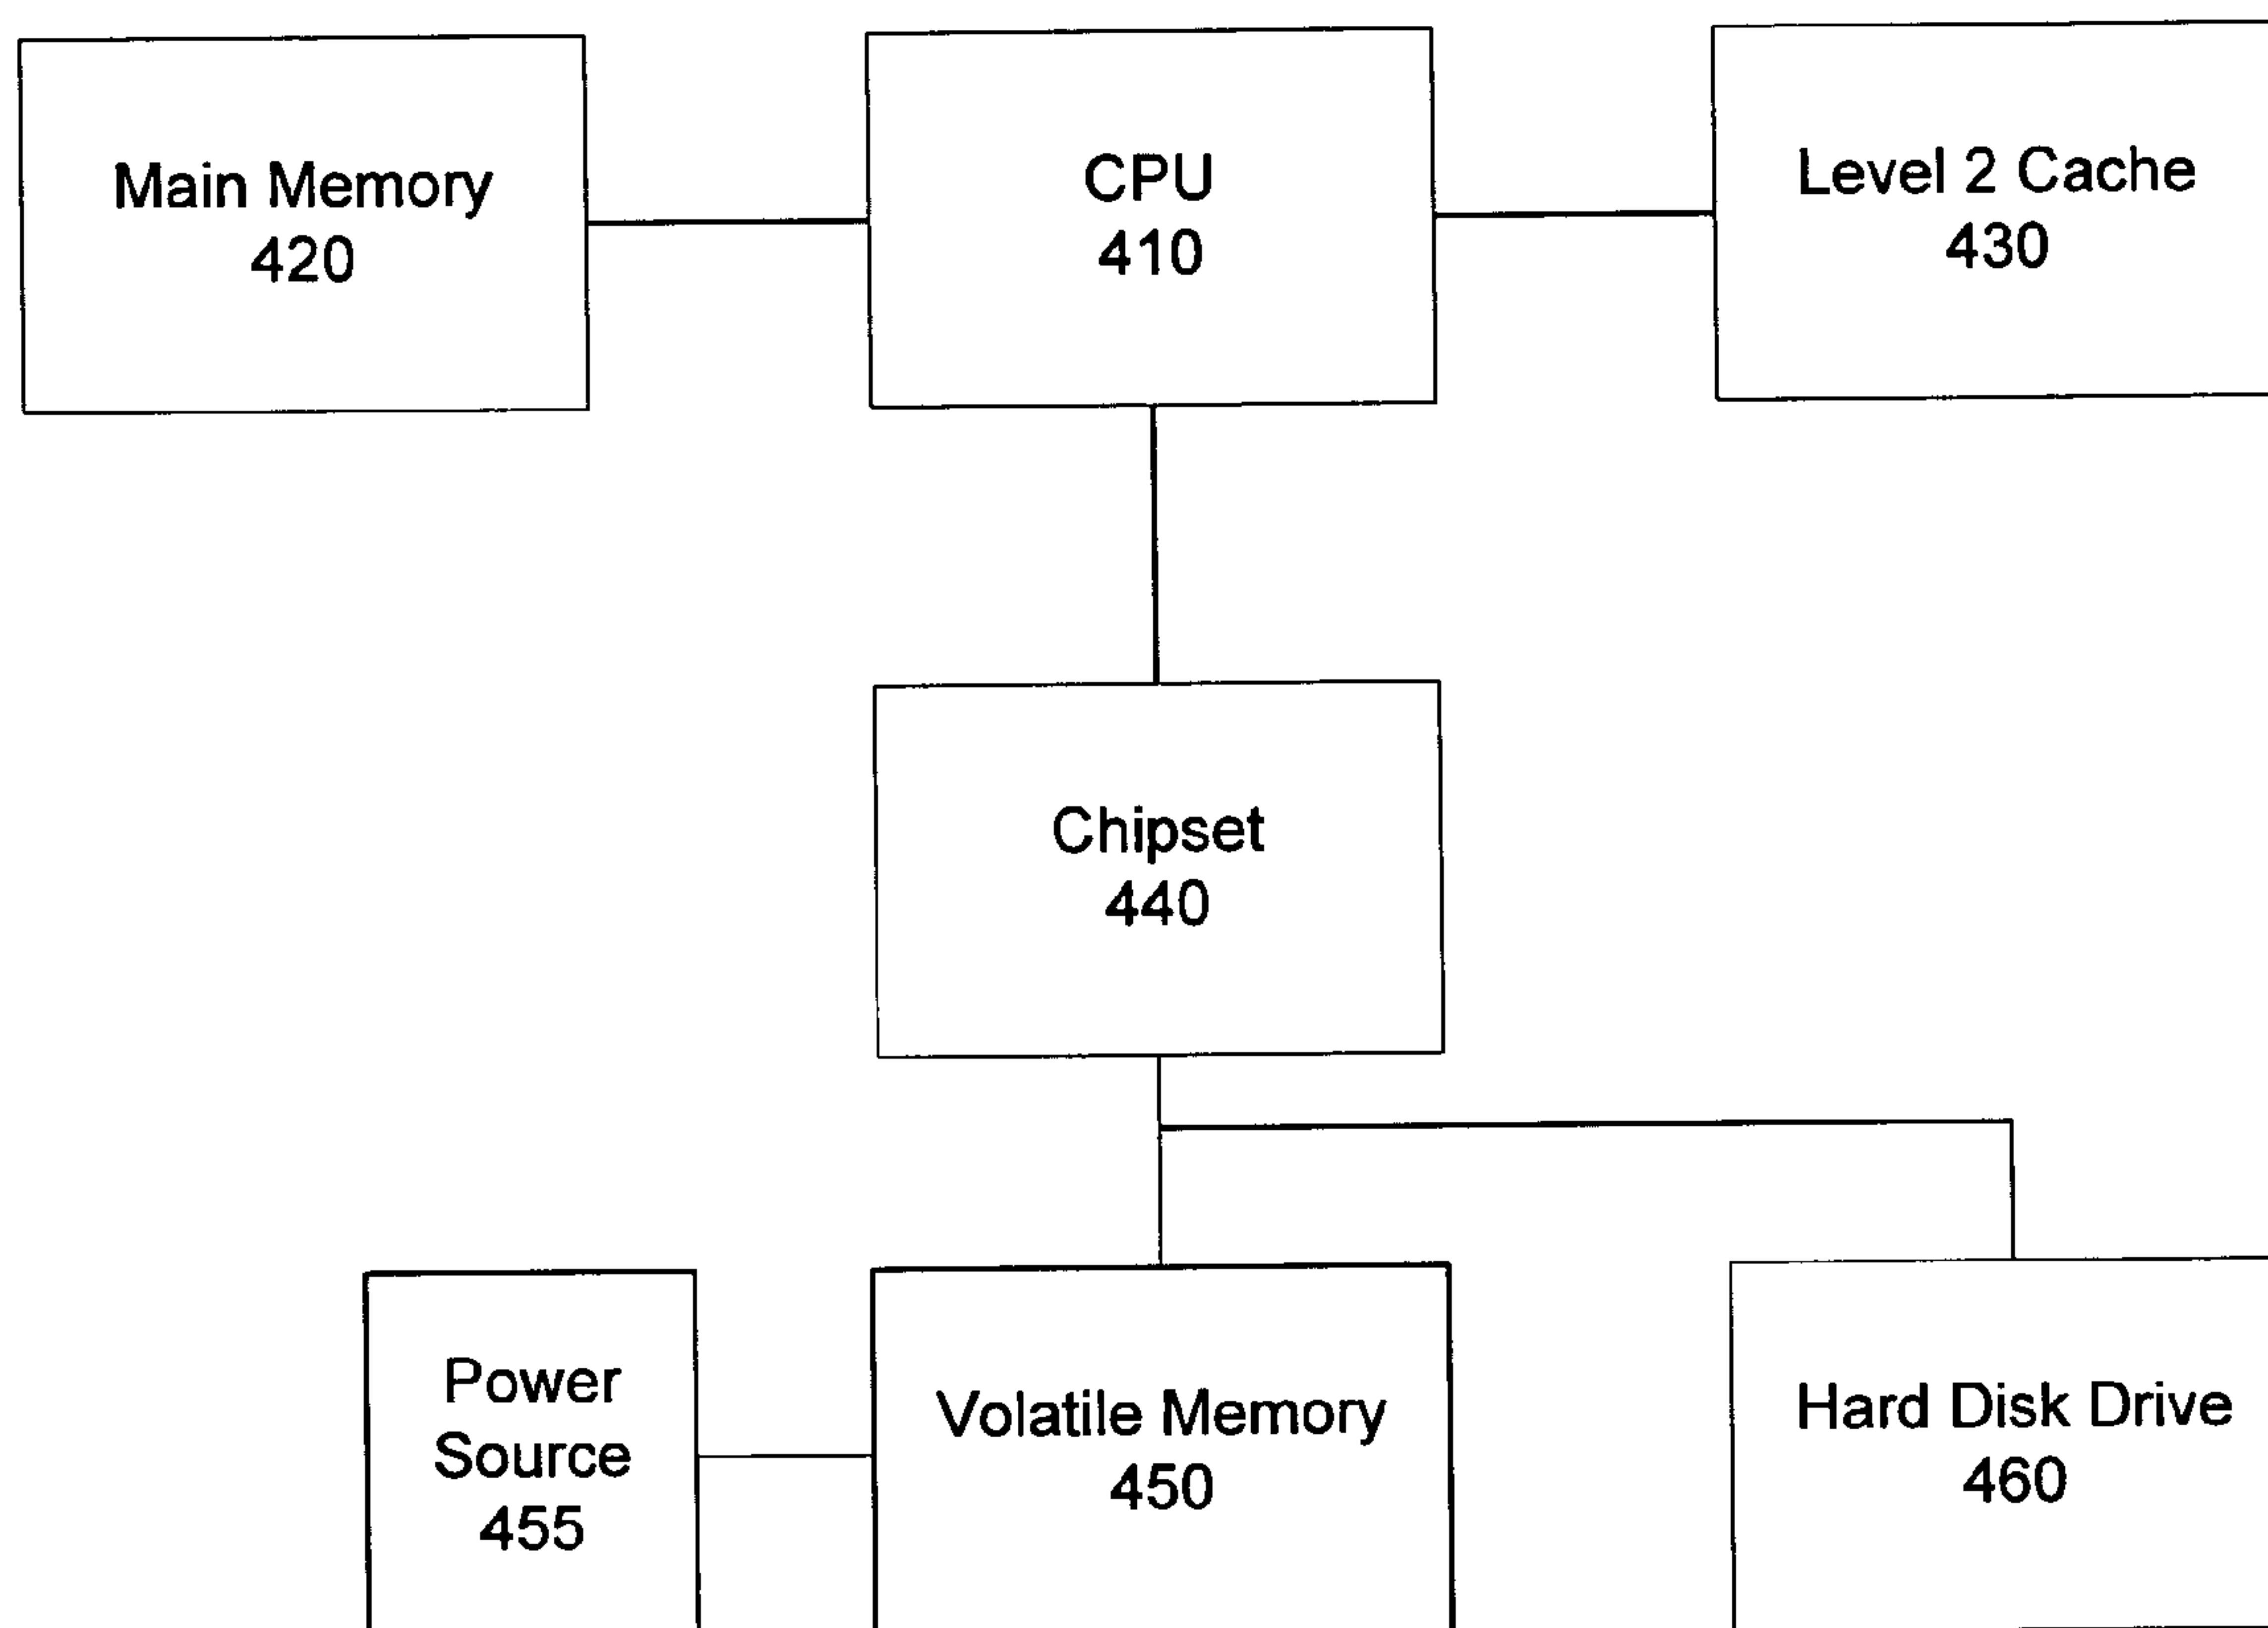 Main Memory
420
CPU
410
Level 2 Cache
430
Chipset
440
Power
Source
455
Volatile Memory
450
Hard Disk Drive
460